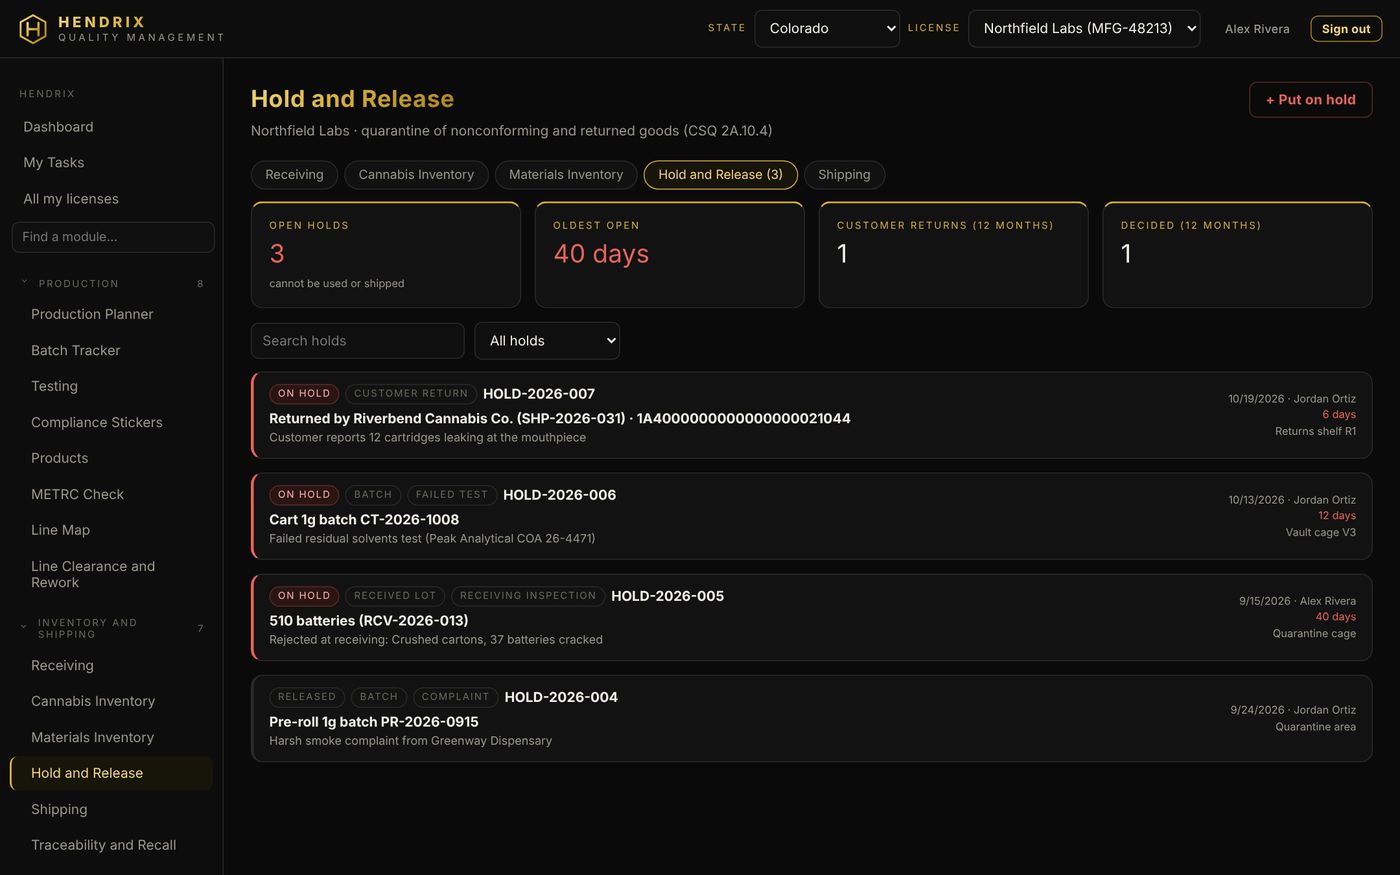 HENDRIX
QUALITY MANAGEMENT
STATE
Colorado
LICENSE
Northfield Labs (MFG-48213)
Alex Rivera
Sign out
HENDRIX
Dashboard
My Tasks
All my licenses
Find a module...
PRODUCTION 8
Production Planner
Batch Tracker
Testing
Compliance Stickers
Products
METRC Check
Line Map
Line Clearance and
Rework
INVENTORY AND
SHIPPING 7
Receiving
Cannabis Inventory
Materials Inventory
Hold and Release
Shipping
Traceability and Recall
Hold and Release
+ Put on hold
Northfield Labs · quarantine of nonconforming and returned goods (CSQ 2A.10.4)
Receiving
Cannabis Inventory
Materials Inventory
Hold and Release (3)
Shipping
OPEN HOLDS
3
cannot be used or shipped
OLDEST OPEN
40 days
CUSTOMER RETURNS (12 MONTHS)
1
DECIDED (12 MONTHS)
1
Search holds
All holds
ON HOLD CUSTOMER RETURN HOLD-2026-007
Returned by Riverbend Cannabis Co. (SHP-2026-031) · 1A4000000000000000021044
Customer reports 12 cartridges leaking at the mouthpiece
10/19/2026 · Jordan Ortiz
6 days
Returns shelf R1
ON HOLD BATCH FAILED TEST HOLD-2026-006
Cart 1g batch CT-2026-1008
Failed residual solvents test (Peak Analytical COA 26-4471)
10/13/2026 · Jordan Ortiz
12 days
Vault cage V3
ON HOLD RECEIVED LOT RECEIVING INSPECTION HOLD-2026-005
510 batteries (RCV-2026-013)
Rejected at receiving: Crushed cartons, 37 batteries cracked
9/15/2026 · Alex Rivera
40 days
Quarantine cage
RELEASED BATCH COMPLAINT HOLD-2026-004
Pre-roll 1g batch PR-2026-0915
Harsh smoke complaint from Greenway Dispensary
9/24/2026 · Jordan Ortiz
Quarantine area